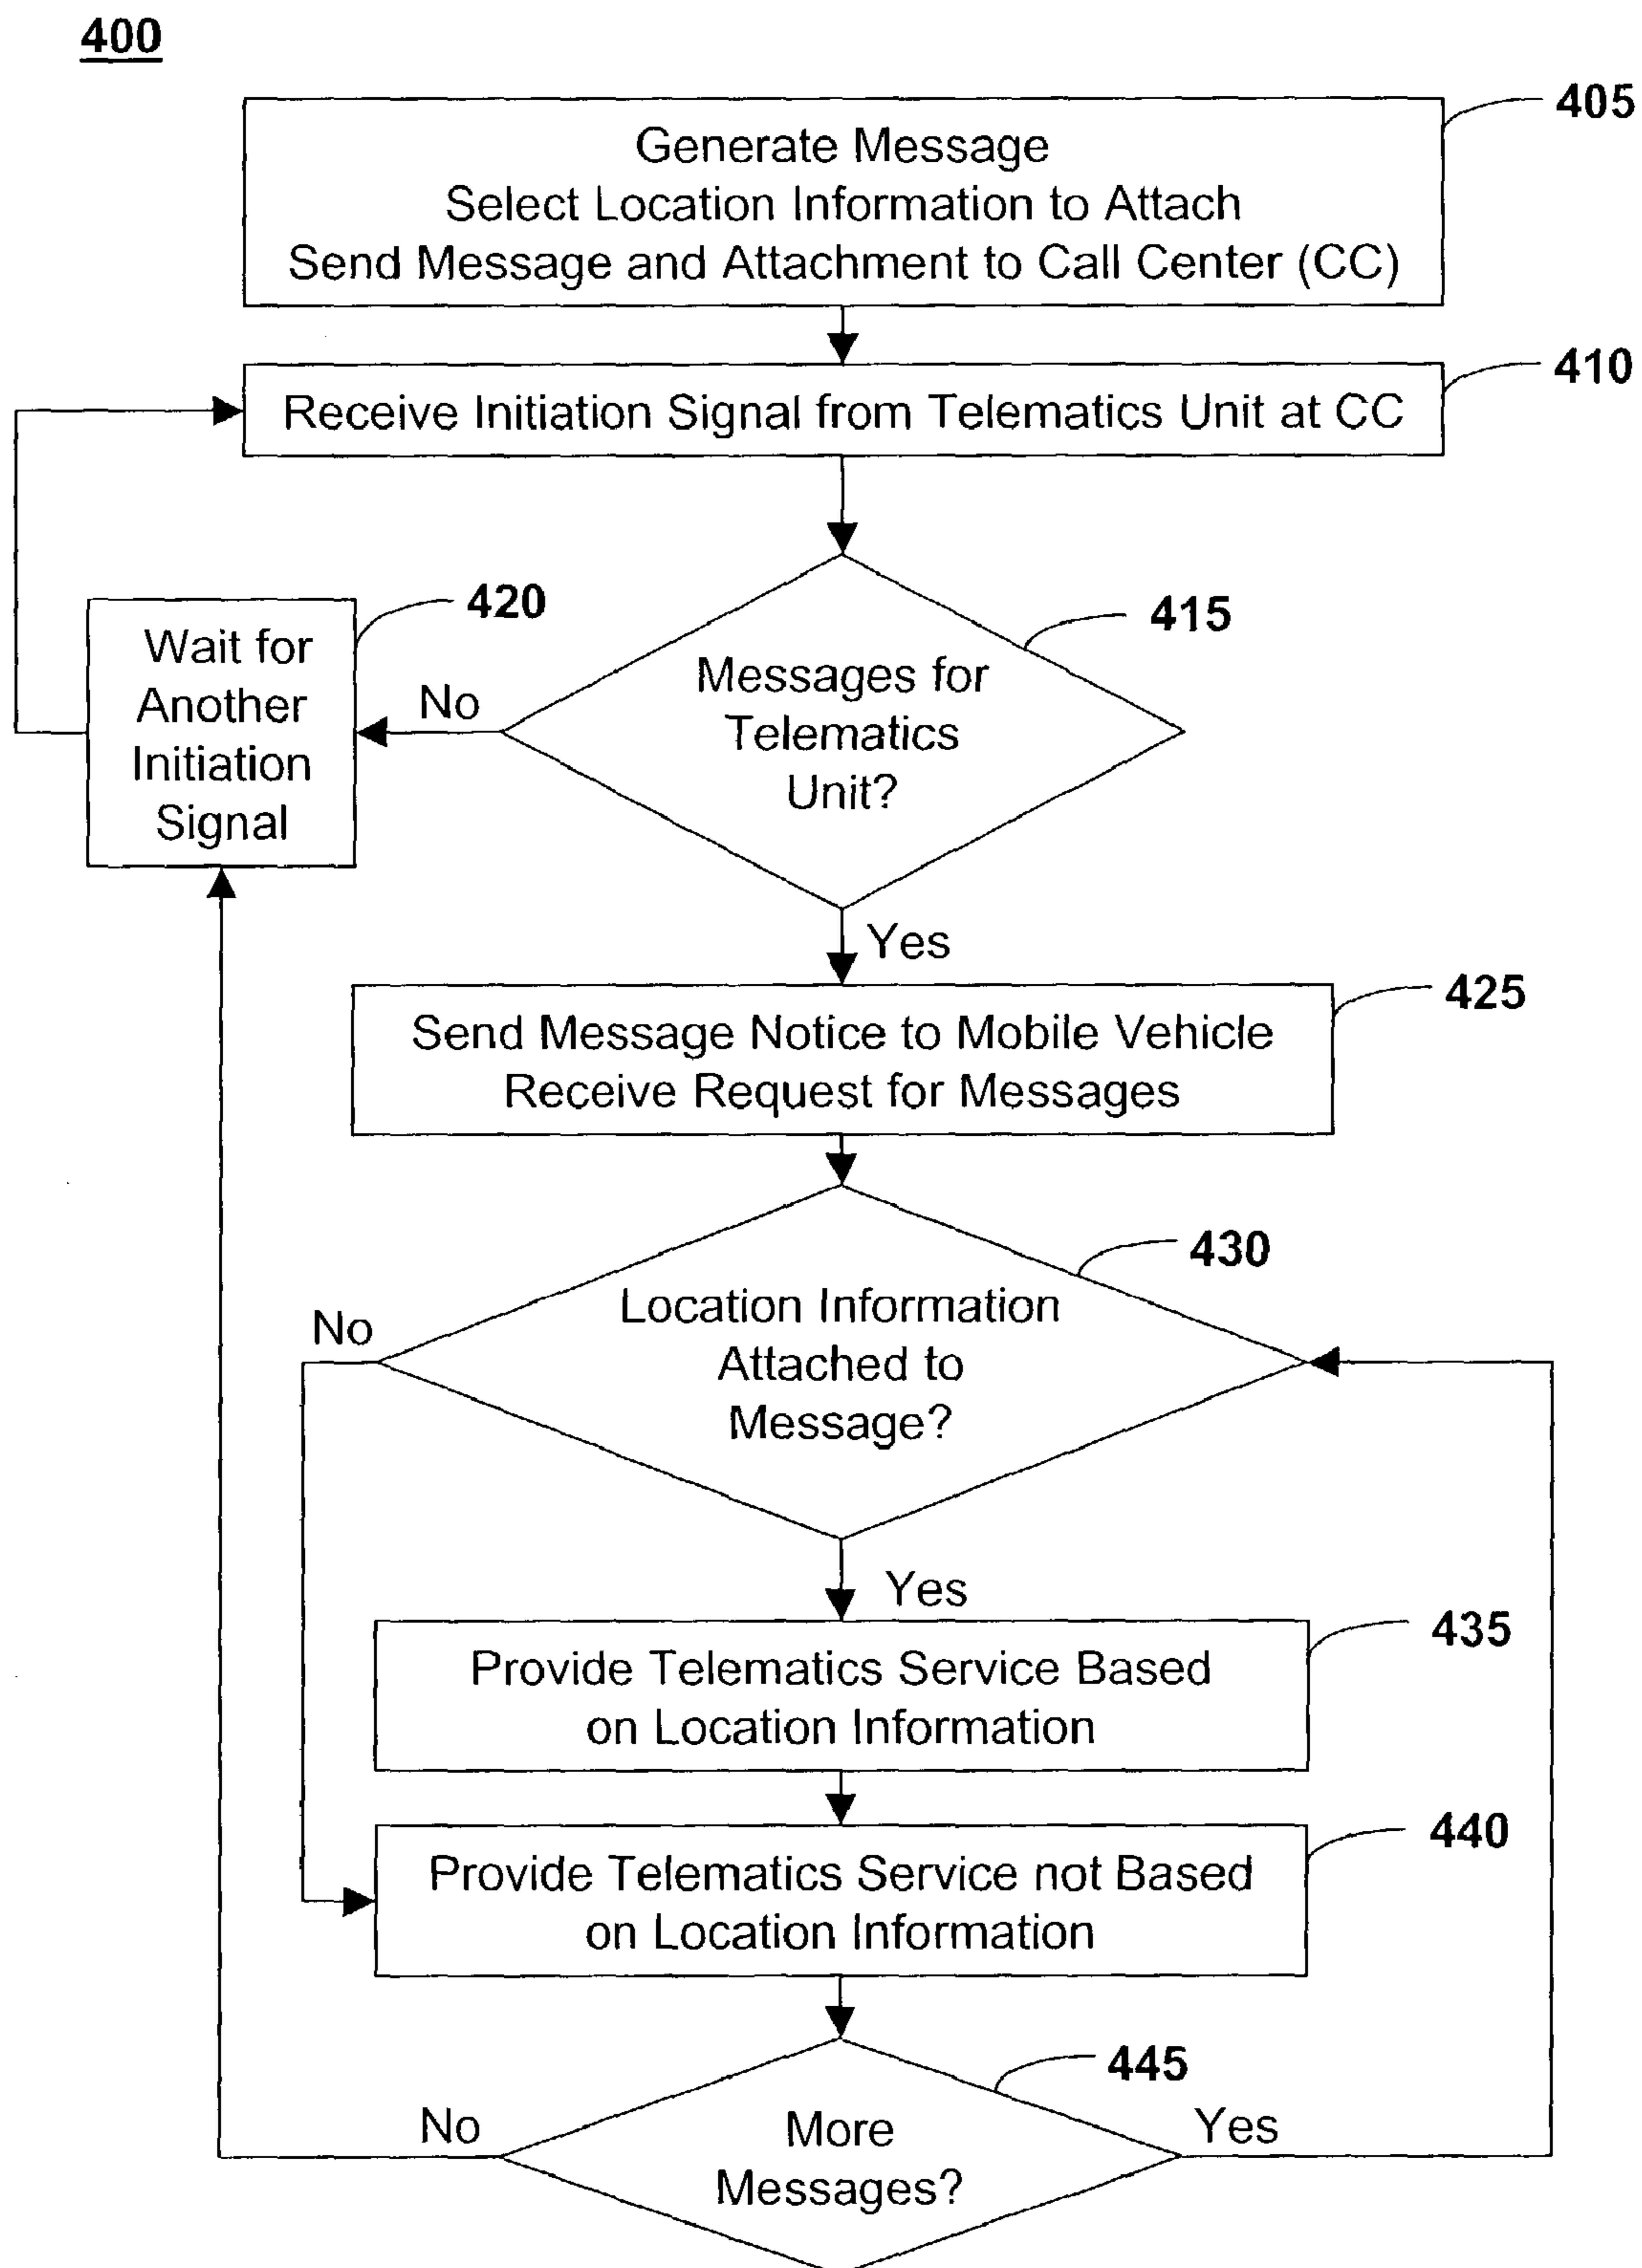 400
405
Generate Message
Select Location Information to Attach
Send Message and Attachment to Call Center (CC)
410
Receive Initiation Signal from Telematics Unit at CC
420
Wait for
Another
Initiation
Signal
No
415
Messages for
Telematics
Unit?
Yes
425
Send Message Notice to Mobile Vehicle
Receive Request for Messages
430
No
Location Information
Attached to
Message?
Yes
435
Provide Telematics Service Based
on Location Information
440
Provide Telematics Service not Based
on Location Information
445
No
More
Messages?
Yes